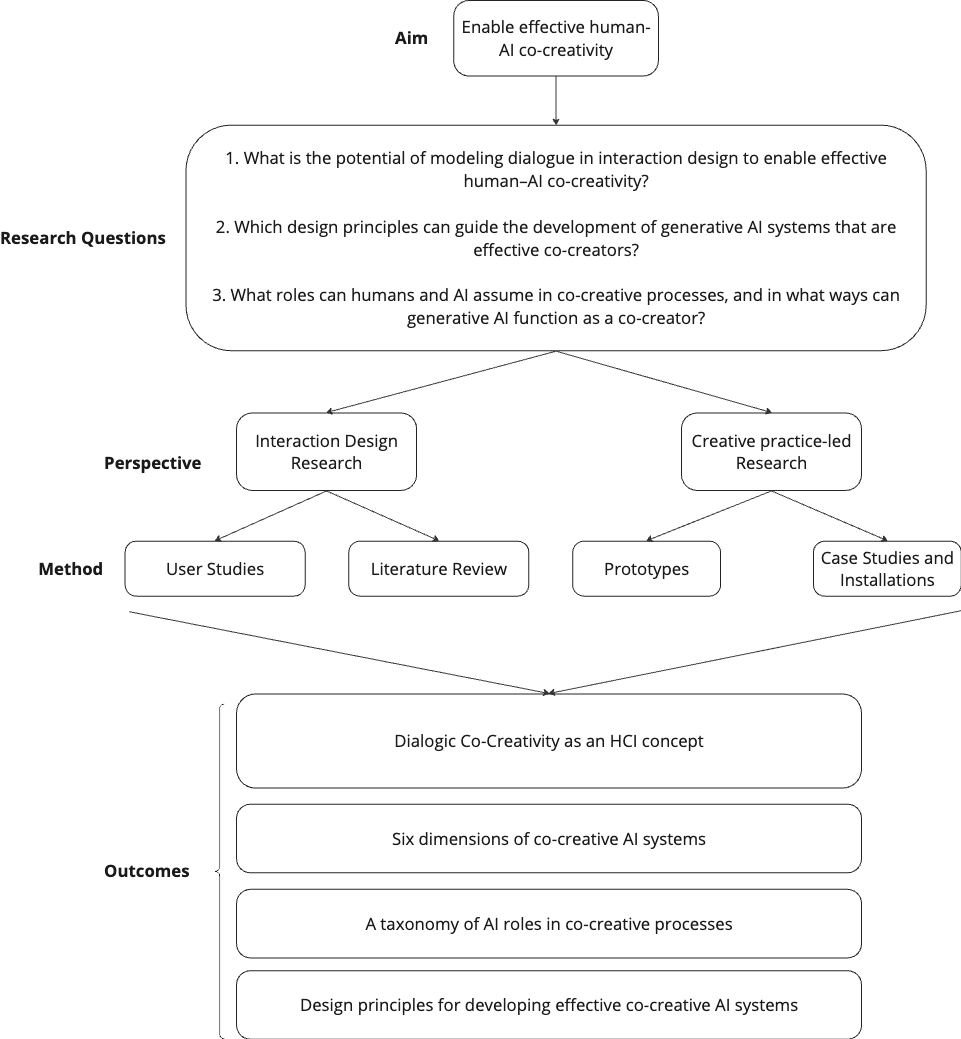 Aim
Enable effective human-
AI co-creativity
1. What is the potential of modeling dialogue in interaction design to enable effective
human–AI co-creativity?
2. Which design principles can guide the development of generative AI systems that are
effective co-creators?
Research Questions
3. What roles can humans and AI assume in co-creative processes, and in what ways can
generative AI function as a co-creator?
Perspective
Interaction Design
Research
Creative practice-led
Research
Method
User Studies
Literature Review
Prototypes
Case Studies and
Installations
Outcomes
Dialogic Co-Creativity as an HCI concept
Six dimensions of co-creative AI systems
A taxonomy of AI roles in co-creative processes
Design principles for developing effective co-creative AI systems